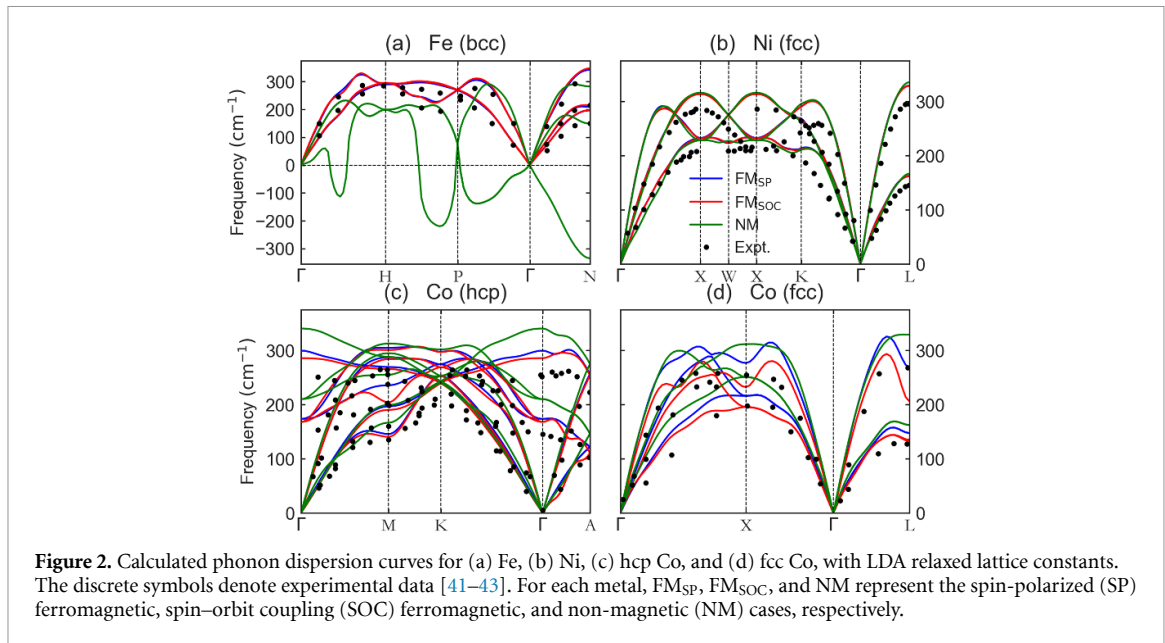 (a) Fe (bcc)
(b) Ni (fcc)
Frequency (cm⁻¹)
300
200
100
0
−100
−200
−300
Γ H P Γ N
FM_SP
FM_SOC
NM
Expt.
300
200
100
0
Γ X W X K Γ L
(c) Co (hcp)
(d) Co (fcc)
Frequency (cm⁻¹)
300
200
100
0
Γ M K Γ A
300
200
100
0
Γ X Γ L
Figure 2. Calculated phonon dispersion curves for (a) Fe, (b) Ni, (c) hcp Co, and (d) fcc Co, with LDA relaxed lattice constants.
The discrete symbols denote experimental data [41–43]. For each metal, FM_SP, FM_SOC, and NM represent the spin-polarized (SP)
ferromagnetic, spin–orbit coupling (SOC) ferromagnetic, and non-magnetic (NM) cases, respectively.